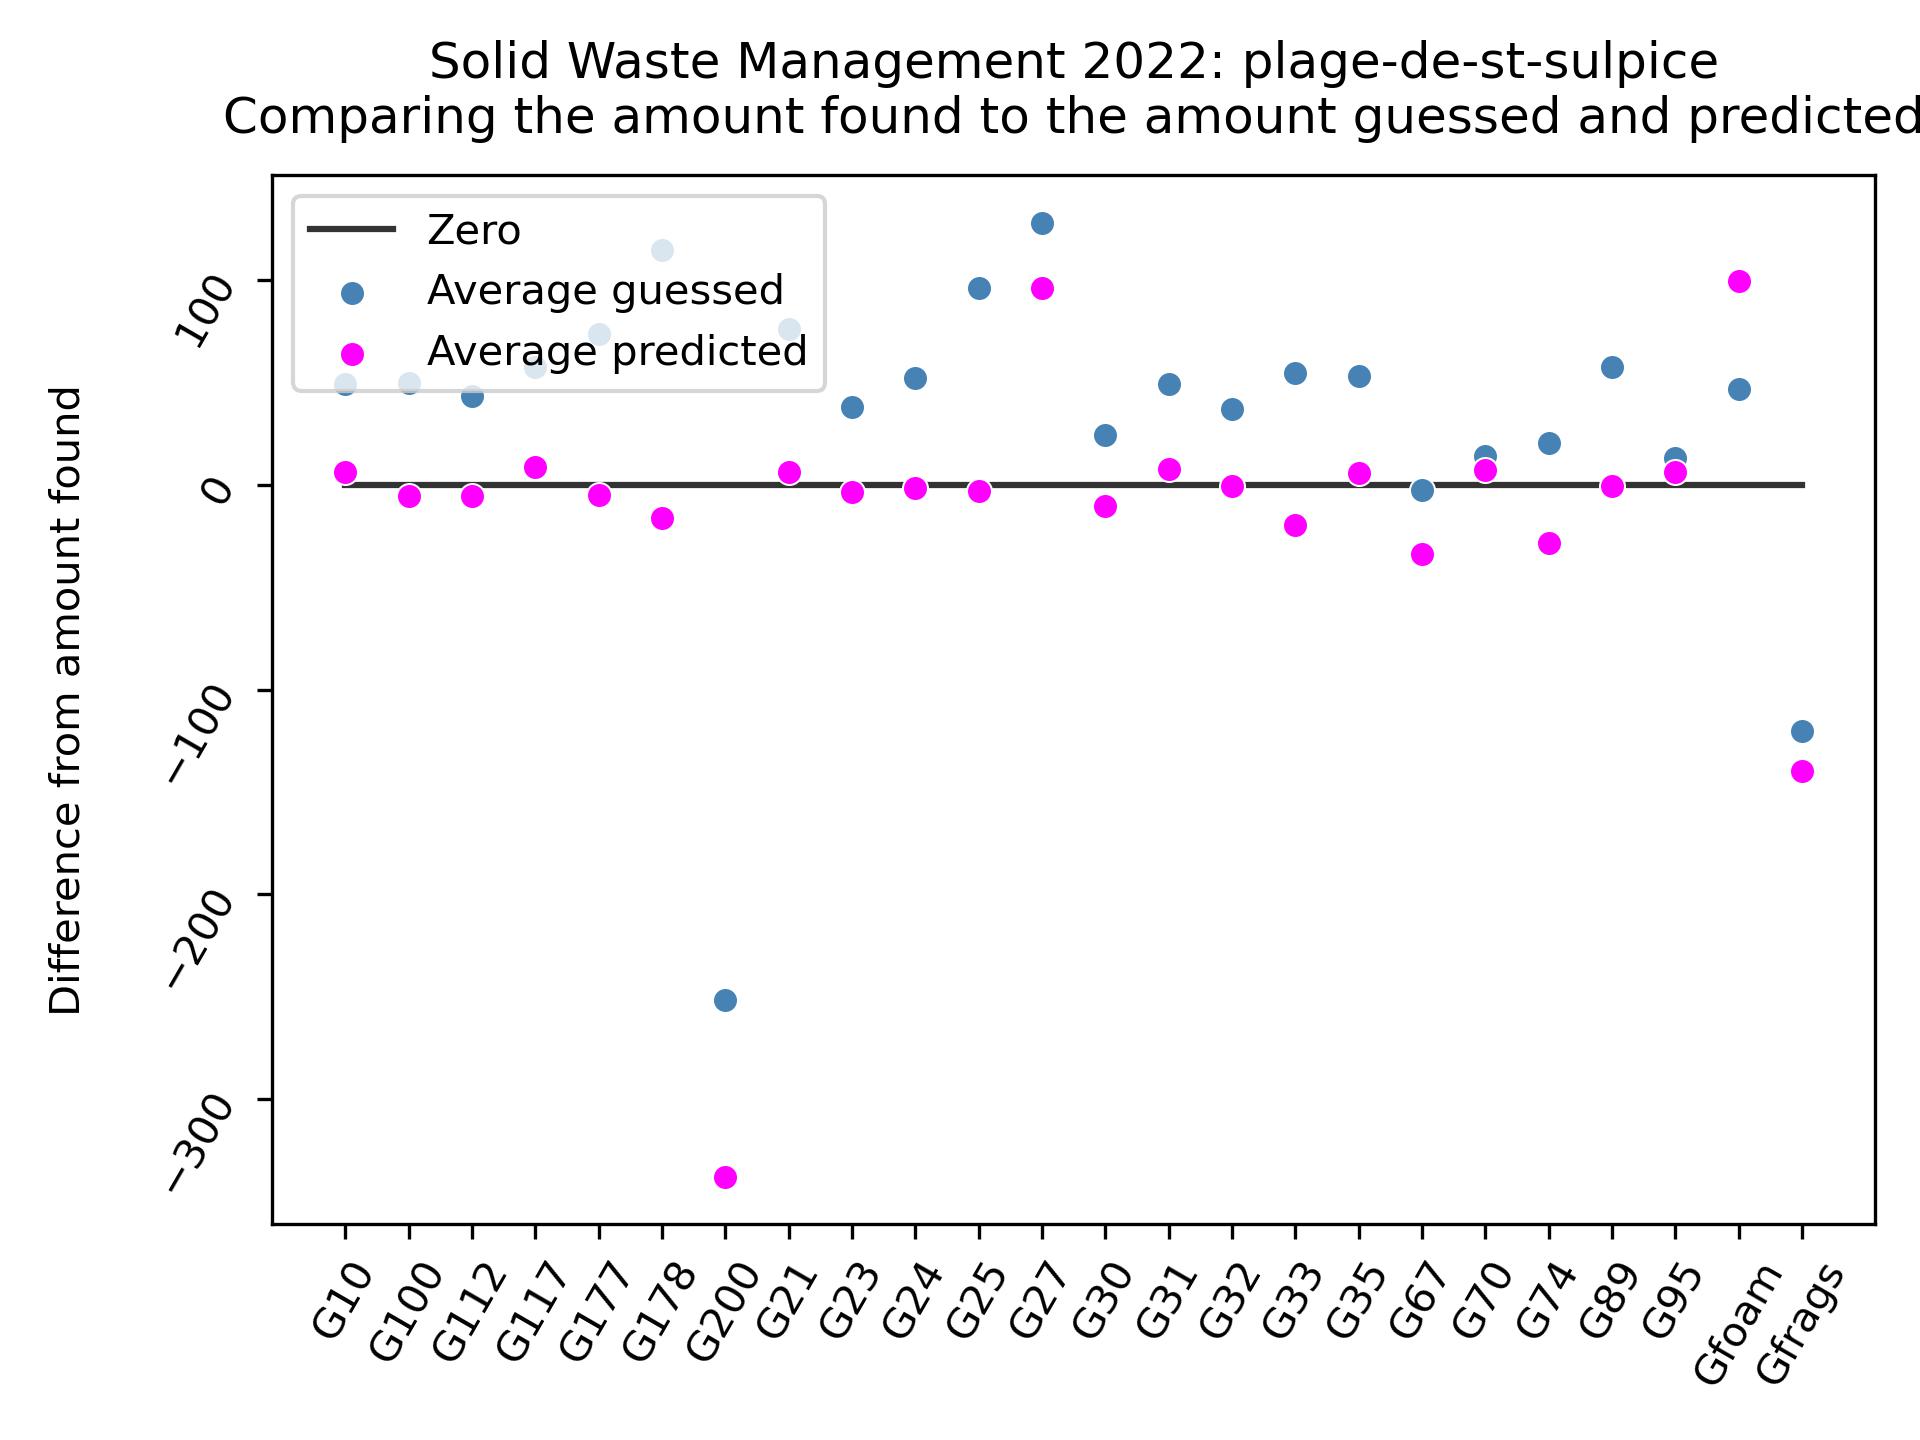 Solid Waste Management 2022: plage-de-st-sulpice
Comparing the amount found to the amount guessed and predicted
Zero
Average guessed
Average predicted
Difference from amount found
100
0
−100
−200
−300
G10
G100
G112
G117
G177
G178
G200
G21
G23
G24
G25
G27
G30
G31
G32
G33
G35
G67
G70
G74
G89
G95
Gfoam
Gfrags